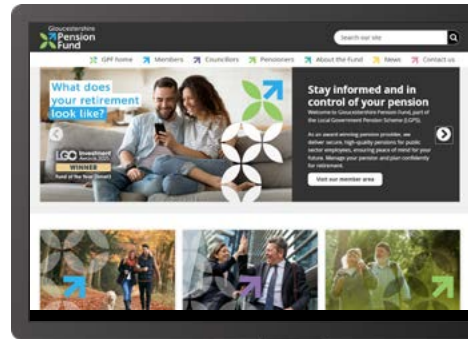 Gloucestershire
Pension
Fund
Search our site
GPF home
Members
Councillors
Pensioners
About the Fund
News
Contact us
What does
your retirement
look like?
LGC Investment
WINNER
Stay informed and in
control of your pension
Welcome to Gloucestershire Pension Fund, part of
the Local Government Pension Scheme (LGPS).
As an award winning pension provider, we
deliver secure, high-quality pensions for public
sector employees, ensuring peace of mind for your
future. Manage your pension and plan confidently
for retirement.
Visit our member area